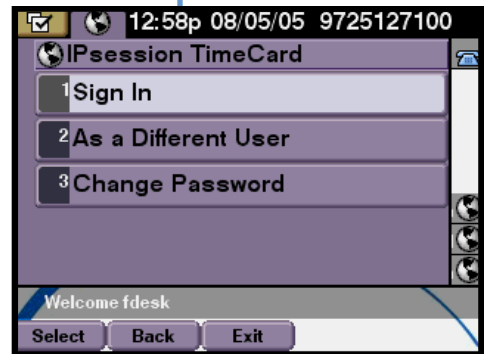 12:58p 08/05/05 9725127100
IPsession TimeCard
1 Sign In
2 As a Different User
3 Change Password
Welcome fdesk
Select Back Exit